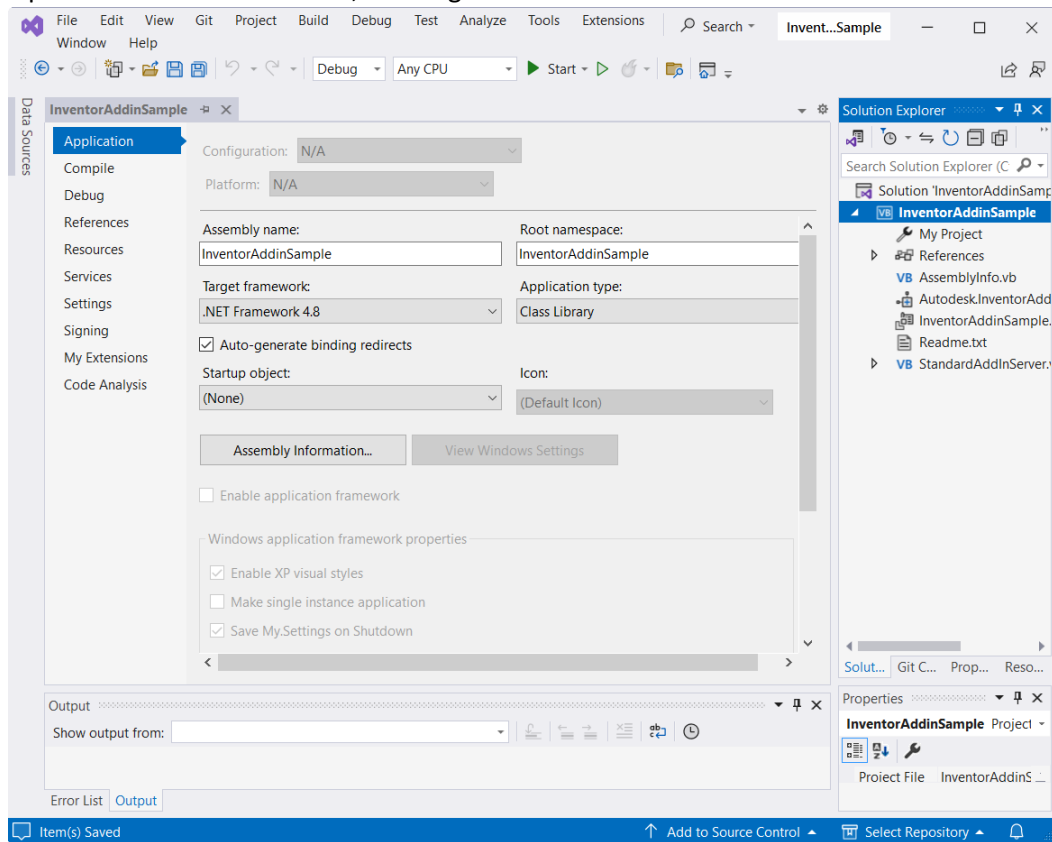 File Edit View Git Project Build Debug Test Analyze Tools Extensions Search Invent...Sample
Window Help
Debug Any CPU Start
Data Sources
InventorAddinSample
Application
Compile
Debug
References
Resources
Services
Settings
Signing
My Extensions
Code Analysis
Configuration: N/A
Platform: N/A
Assembly name: Root namespace:
InventorAddinSample InventorAddinSample
Target framework: Application type:
.NET Framework 4.8 Class Library
Auto-generate binding redirects
Startup object: Icon:
(None) (Default Icon)
Assembly Information... View Windows Settings
Enable application framework
Windows application framework properties
Enable XP visual styles
Make single instance application
Save My.Settings on Shutdown
Solution Explorer
Search Solution Explorer (C
Solution 'InventorAddinSamp
VB InventorAddinSample
My Project
References
VB AssemblyInfo.vb
Autodesk.InventorAdd
InventorAddinSample.
Readme.txt
VB StandardAddInServer.
Solut... Git C... Prop... Reso...
Output
Show output from:
Error List Output
Properties
InventorAddinSample Project
Project File InventorAddinS
Item(s) Saved Add to Source Control Select Repository